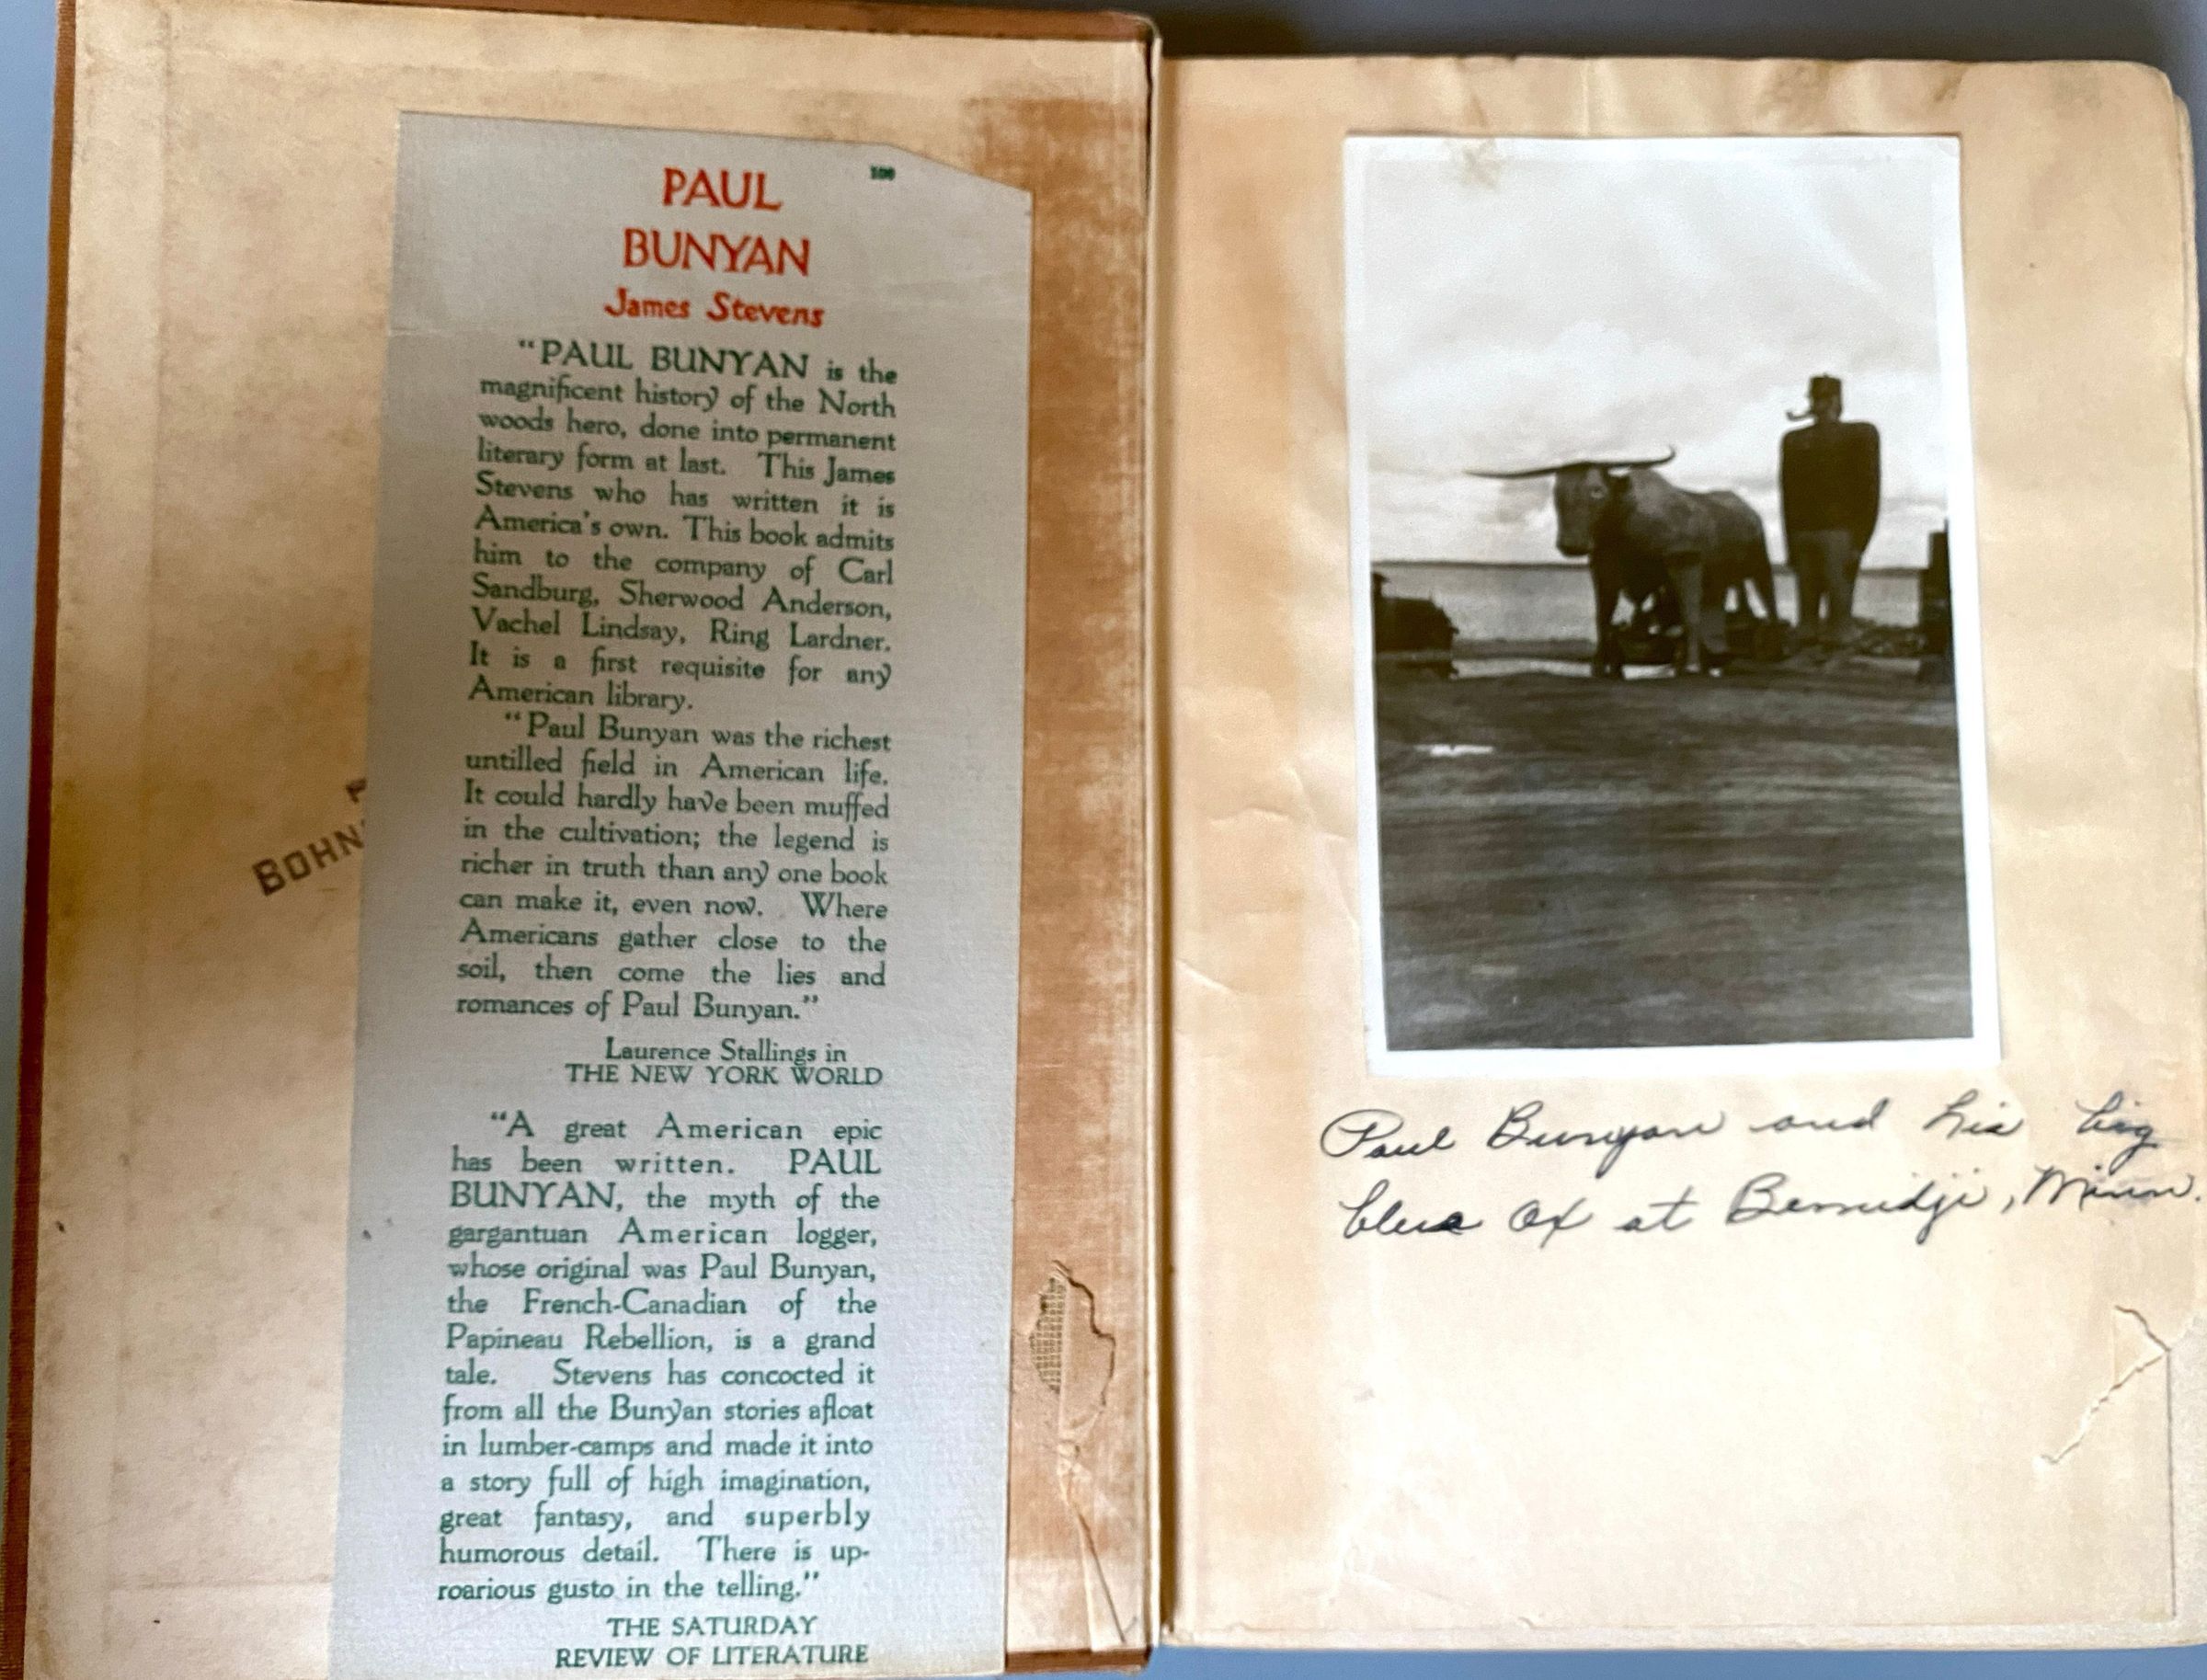 PAUL
BUNYAN
James Stevens
"PAUL BUNYAN is the
magnificent history of the North
woods hero, done into permanent
literary form at last. This James
Stevens who has written it is
America's own. This book admits
him to the company of Carl
Sandburg, Sherwood Anderson,
Vachel Lindsay, Ring Lardner.
It is a first requisite for any
American library.
"Paul Bunyan was the richest
untilled field in American life.
It could hardly have been muffed
in the cultivation; the legend is
richer in truth than any one book
can make it, even now. Where
Americans gather close to the
soil, then come the lies and
romances of Paul Bunyan."
Laurence Stallings in
THE NEW YORK WORLD
"A great American epic
has been written. PAUL
BUNYAN, the myth of the
gargantuan American logger,
whose original was Paul Bunyan,
the French-Canadian of the
Papineau Rebellion, is a grand
tale. Stevens has concocted it
from all the Bunyan stories afloat
in lumber-camps and made it into
a story full of high imagination,
great fantasy, and superbly
humorous detail. There is up-
roarious gusto in the telling."
THE SATURDAY
REVIEW OF LITERATURE
BOHN
Paul Bunyan and his big
blue Ox at Bemidji, Minn.